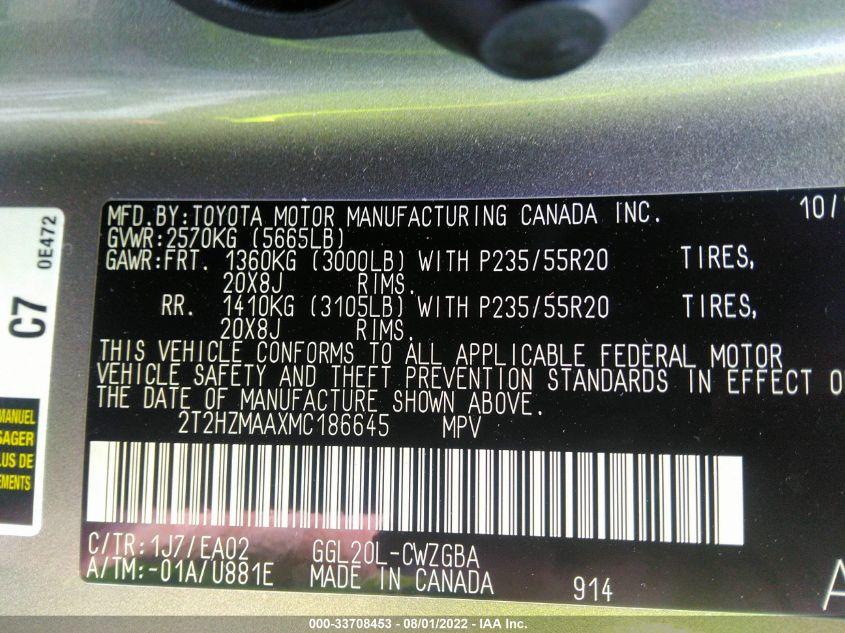 MFD.BY:TOYOTA MOTOR MANUFACTURING CANADA INC. 10/
GVWR:2570KG (5665LB)
GAWR:FRT. 1360KG (3000LB) WITH P235/55R20 TIRES,
20X8J RIMS.
RR. 1410KG (3105LB) WITH P235/55R20 TIRES,
20X8J RIMS.
THIS VEHICLE CONFORMS TO ALL APPLICABLE FEDERAL MOTOR
VEHICLE SAFETY AND THEFT PREVENTION STANDARDS IN EFFECT O
THE DATE OF MANUFACTURE SHOWN ABOVE.
2T2HZMAAXMC186645 MPV
C/TR:1J7/EA02 GGL20L-CWZGBA
A/TM:-01A/U881E MADE IN CANADA 914 A
C7 0E472
MANUEL
SAGER
LUS DE
EMENTS
000-33708453 - 08/01/2022 - IAA Inc.